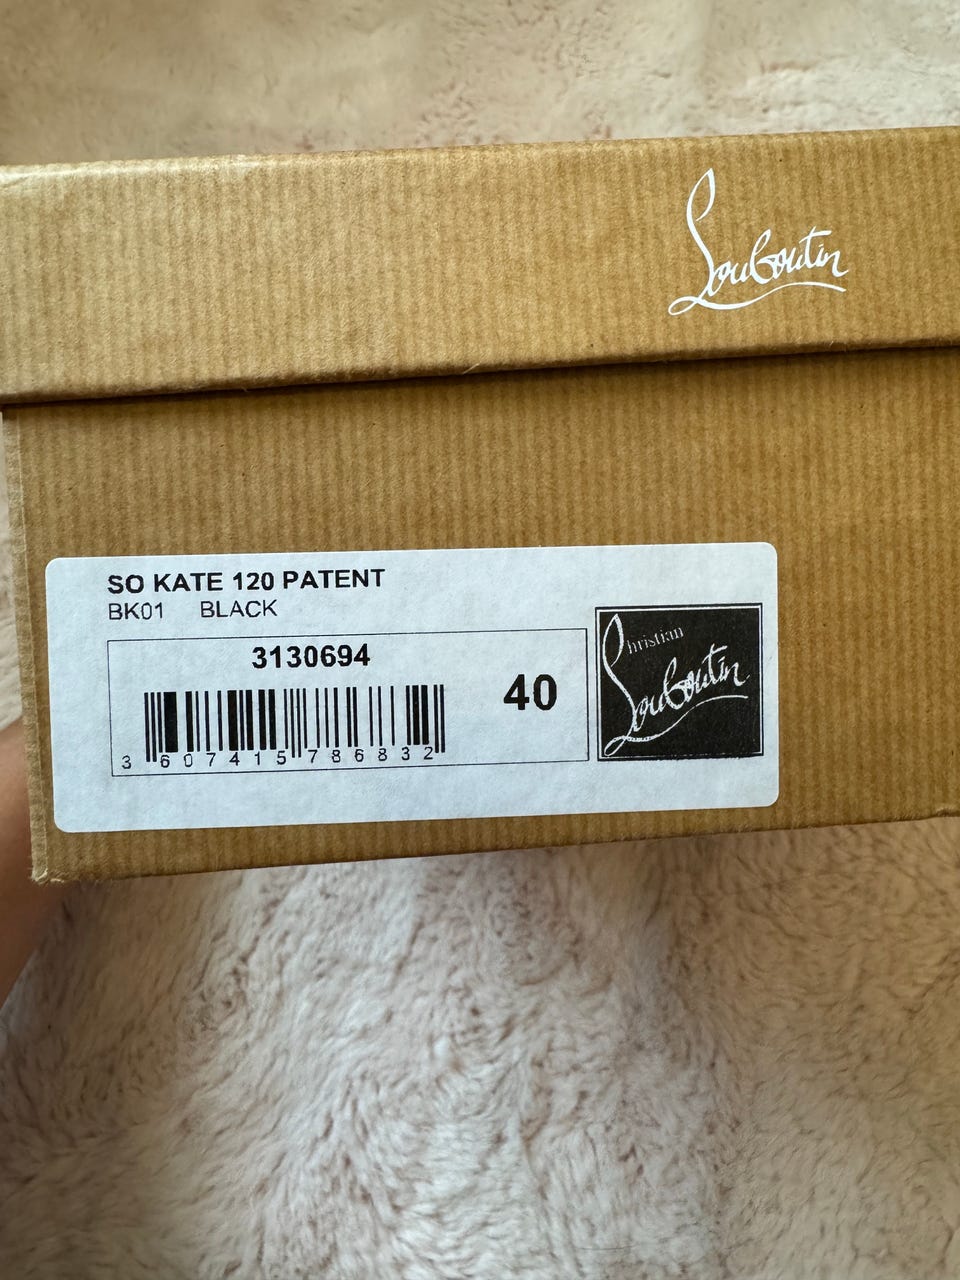 Louboutin
SO KATE 120 PATENT
BK01 BLACK
3130694
40
3 607415 786832
Christian
Louboutin